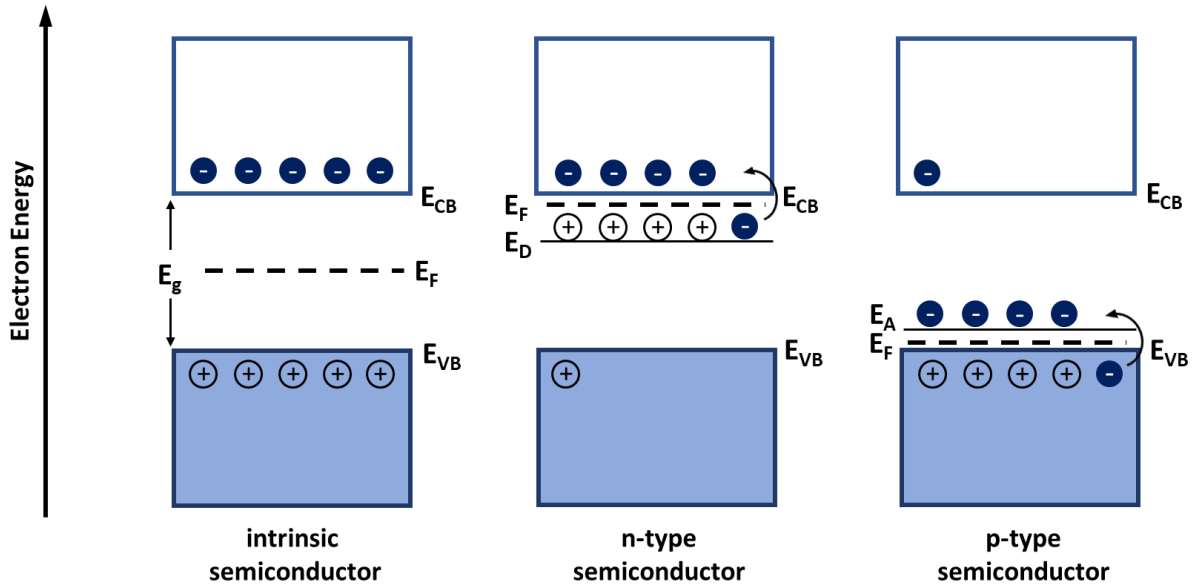 Electron Energy
- - - - -
E_CB
E_g
E_F
E_VB
+ + + + +
intrinsic
semiconductor
- - - -
E_CB
E_F
+ + + + -
E_D
E_VB
+
n-type
semiconductor
-
E_CB
- - - -
E_A
E_F
E_VB
+ + + + -
p-type
semiconductor